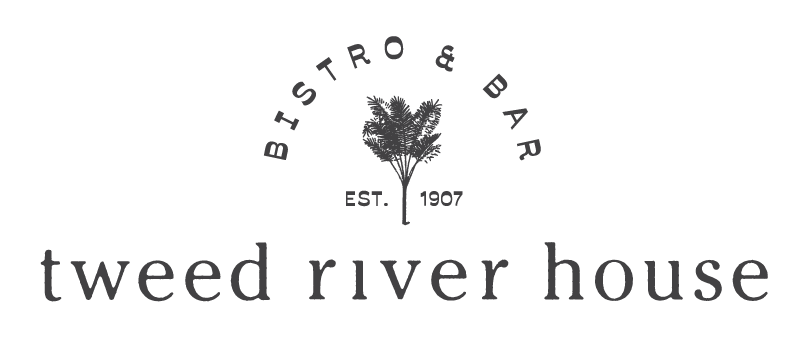 BISTRO & BAR
EST. 1907
tweed river house